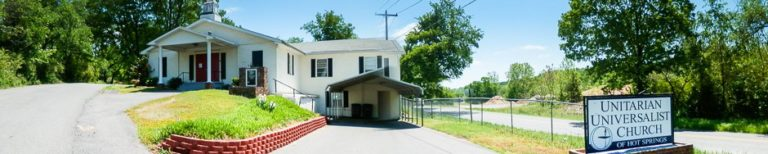 UNITARIAN
UNIVERSALIST
CHURCH
OF HOT SPRINGS